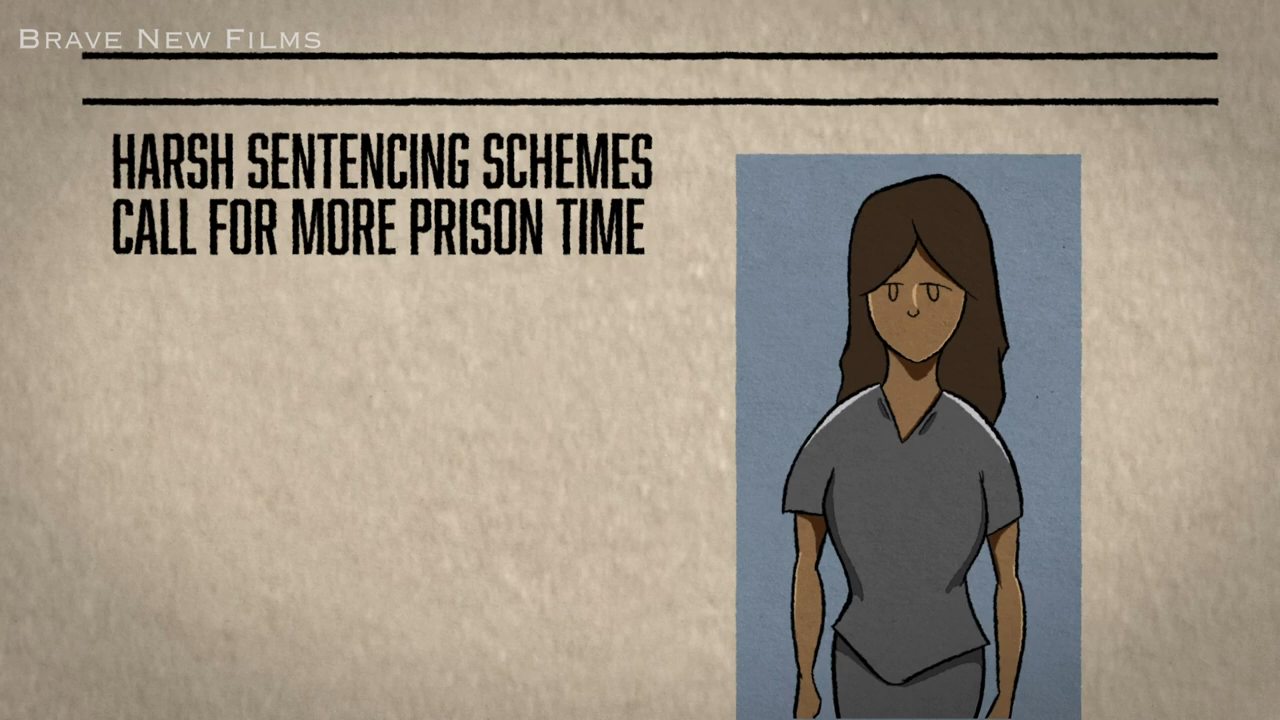 BRAVE NEW FILMS
HARSH SENTENCING SCHEMES
CALL FOR MORE PRISON TIME